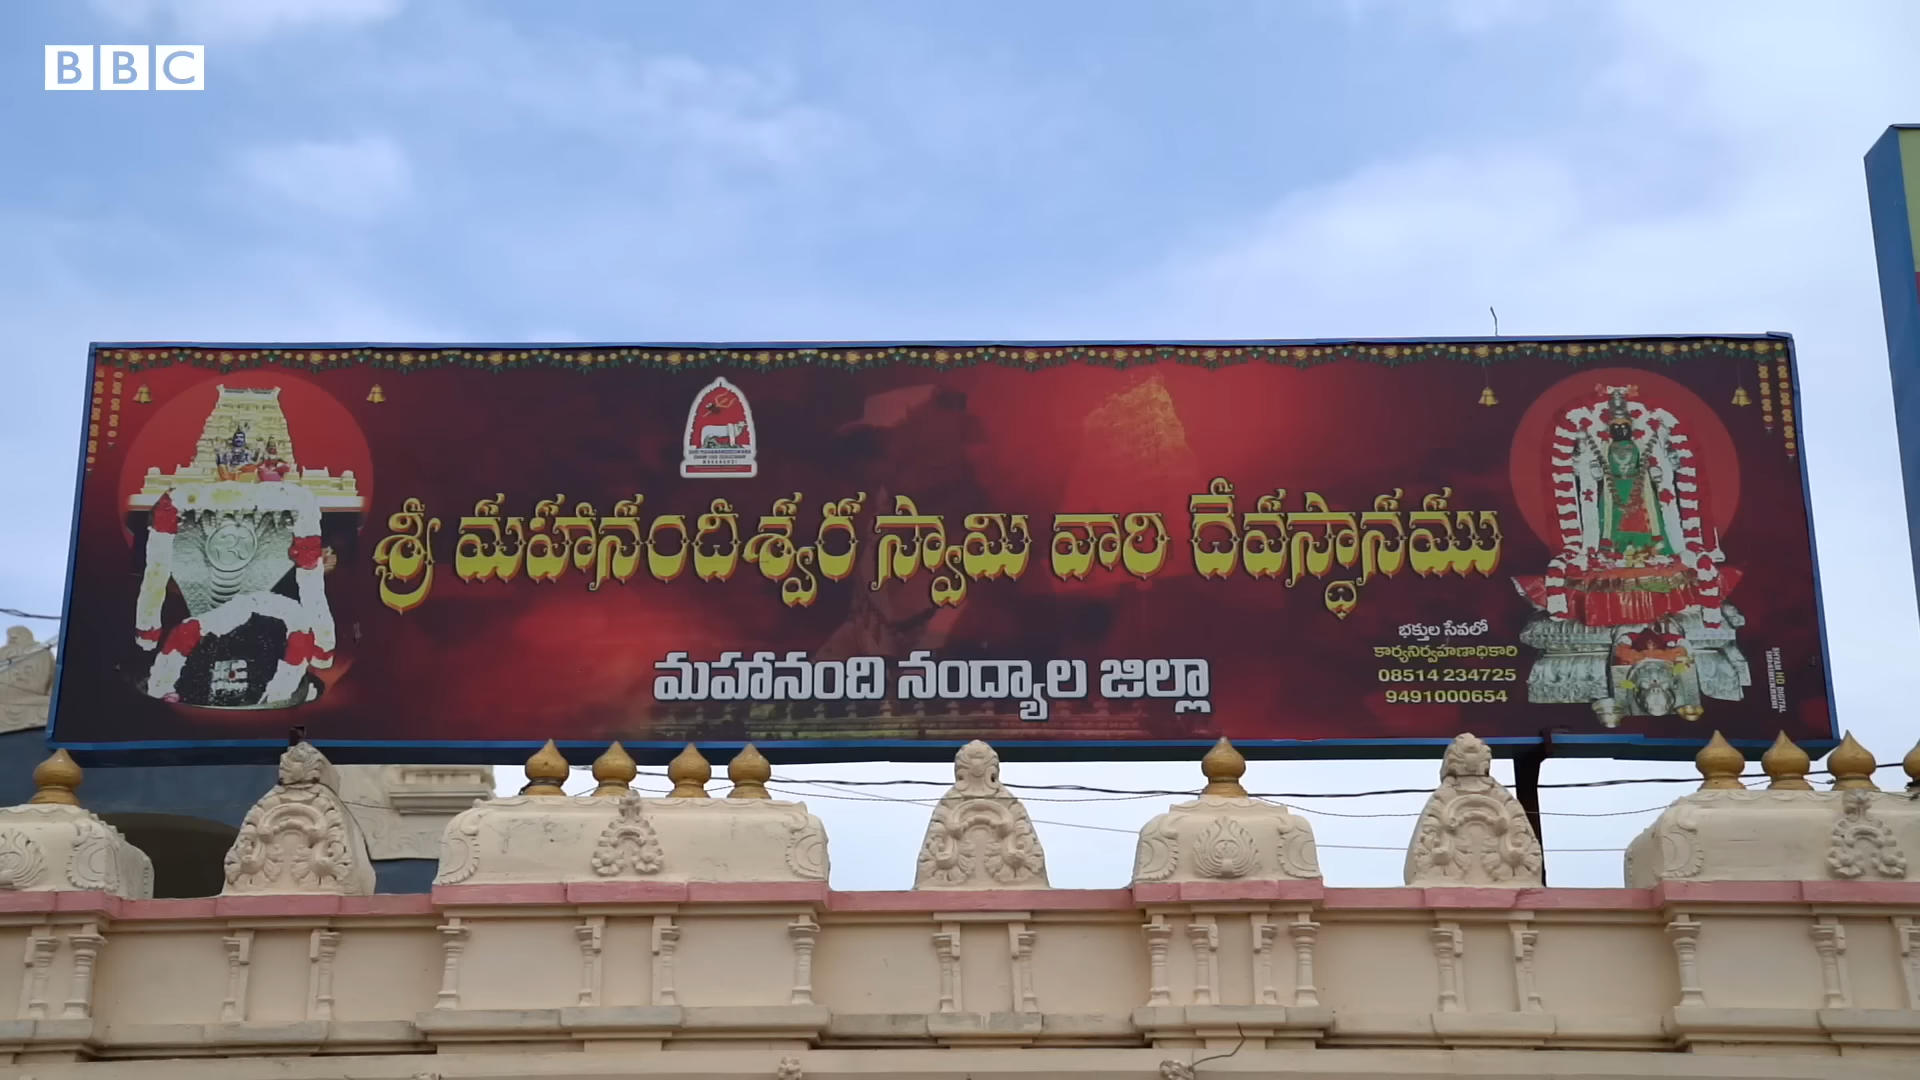 BBC
శ్రీ మహానందీశ్వర స్వామి వారి దేవస్థానము
మహానంది నంద్యాల జిల్లా
భక్తుల సేవలో
కార్యనిర్వహణాధికారి
08514 234725
9491000654